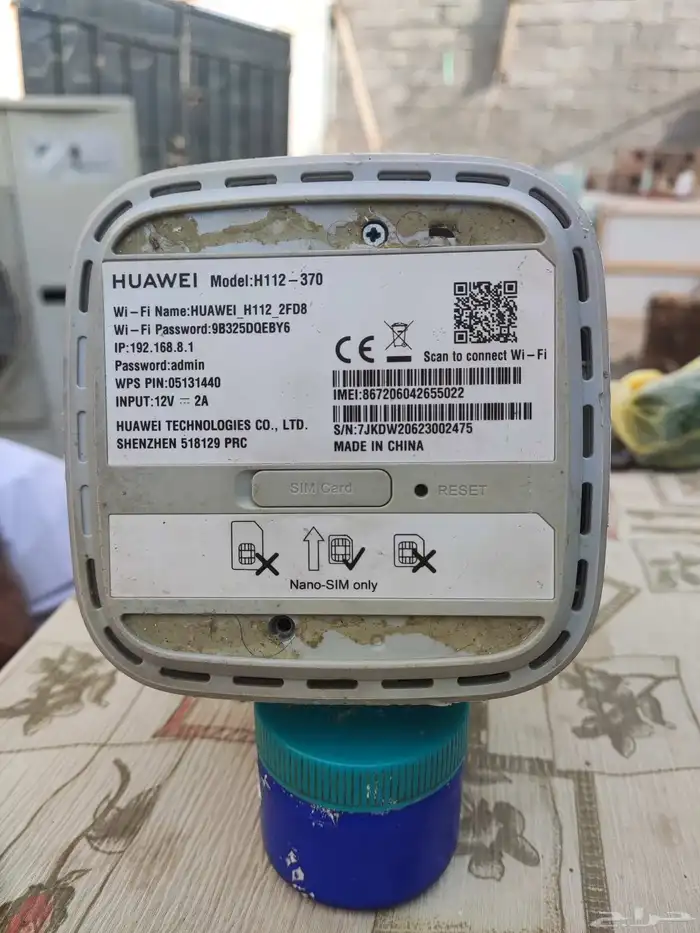 HUAWEI Model:H112-370
Wi-Fi Name:HUAWEI_H112_2FD8
Wi-Fi Password:9B325DQEBY6
IP:192.168.8.1
Password:admin
WPS PIN:05131440
INPUT:12V ⎓ 2A
HUAWEI TECHNOLOGIES CO., LTD.
SHENZHEN 518129 PRC
CE
Scan to connect Wi-Fi
IMEI:867206042655022
S/N:7JKDW20623002475
MADE IN CHINA
SIM Card
RESET
Nano-SIM only
حراج